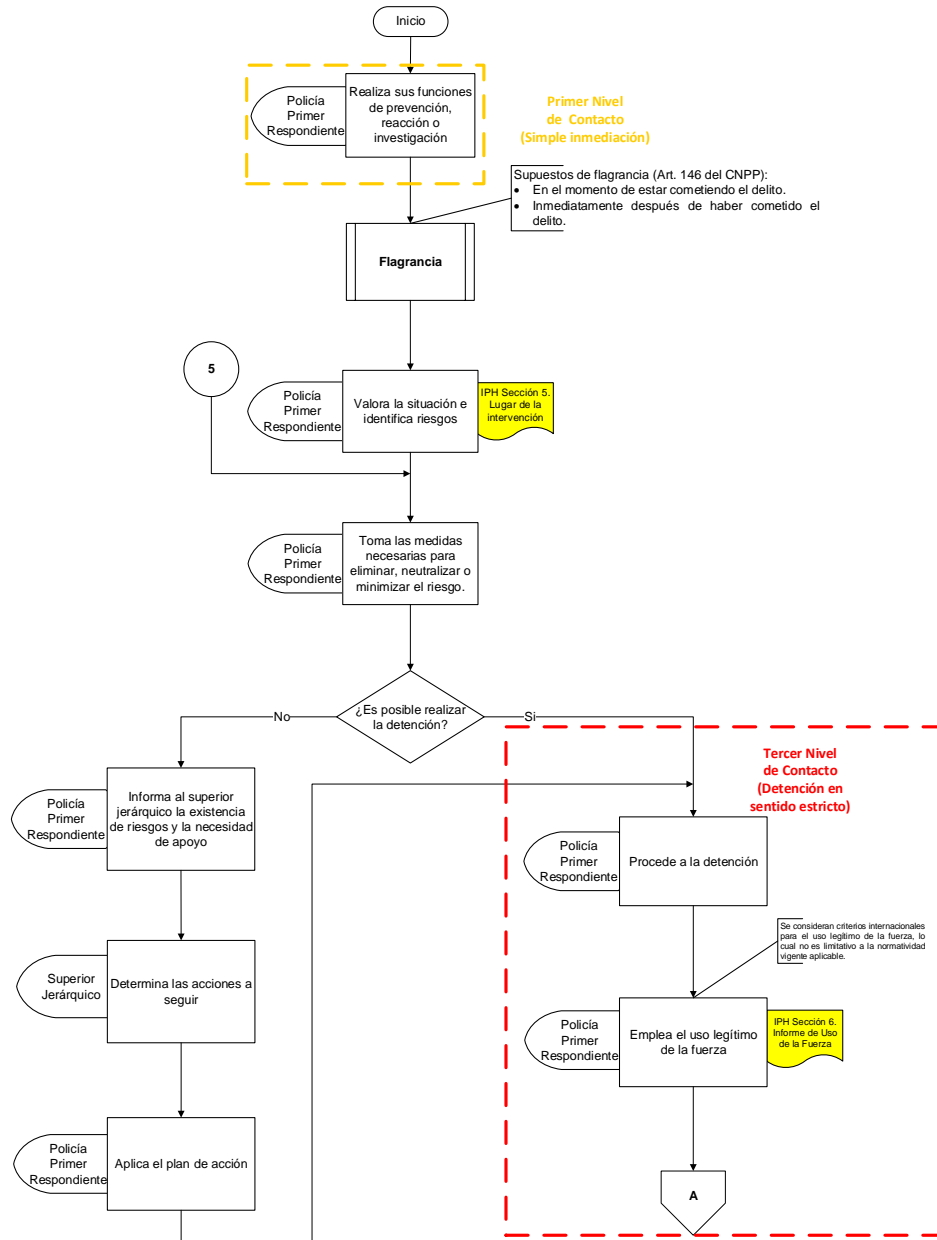 Inicio
Policía
Primer
Respondiente
Realiza sus funciones
de prevención,
reacción o
investigación
Primer Nivel
de Contacto
(Simple inmediación)
Supuestos de flagrancia (Art. 146 del CNPP):
• En el momento de estar cometiendo el delito.
• Inmediatamente después de haber cometido el
delito.
Flagrancia
5
Policía
Primer
Respondiente
Valora la situación e
identifica riesgos
IPH Sección 5.
Lugar de la
intervención
Policía
Primer
Respondiente
Toma las medidas
necesarias para
eliminar, neutralizar o
minimizar el riesgo.
¿Es posible realizar
la detención?
No
Si
Tercer Nivel
de Contacto
(Detención en
sentido estricto)
Policía
Primer
Respondiente
Informa al superior
jerárquico la existencia
de riesgos y la necesidad
de apoyo
Policía
Primer
Respondiente
Procede a la detención
Se consideran criterios internacionales
para el uso legítimo de la fuerza, lo
cual no es limitativo a la normatividad
vigente aplicable.
Superior
Jerárquico
Determina las acciones a
seguir
Policía
Primer
Respondiente
Emplea el uso legítimo
de la fuerza
IPH Sección 6.
Informe de Uso
de la Fuerza
Policía
Primer
Respondiente
Aplica el plan de acción
A